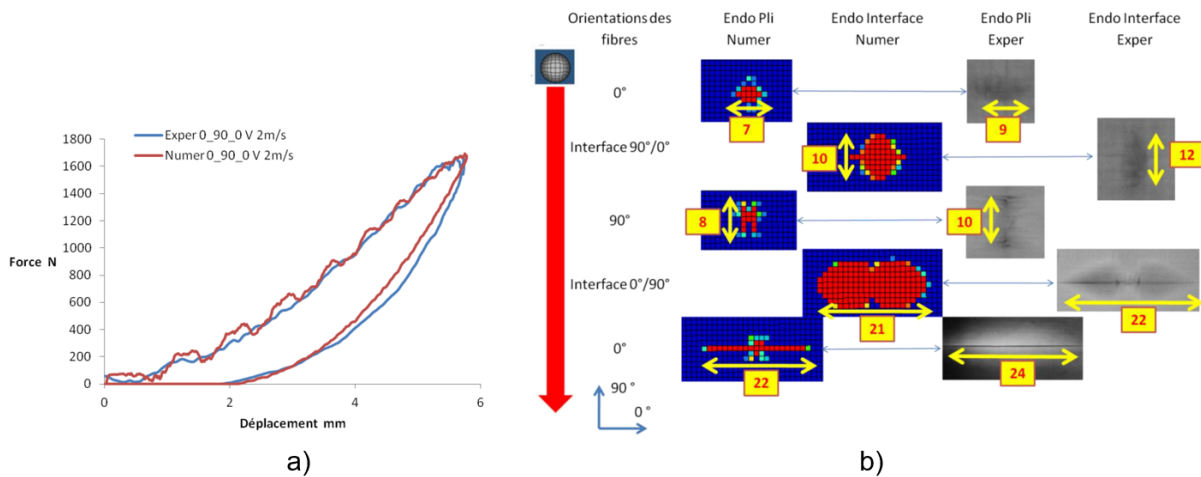 Exper 0_90_0 V 2m/s
Numer 0_90_0 V 2m/s
1800
1600
1400
1200
1000
800
600
400
200
0
Force N
0
2
4
6
Déplacement mm
a)
Orientations des fibres
Endo Pli Numer
Endo Interface Numer
Endo Pli Exper
Endo Interface Exper
0°
7
9
Interface 90°/0°
10
12
90°
8
10
Interface 0°/90°
21
22
0°
22
24
90 °
0 °
b)